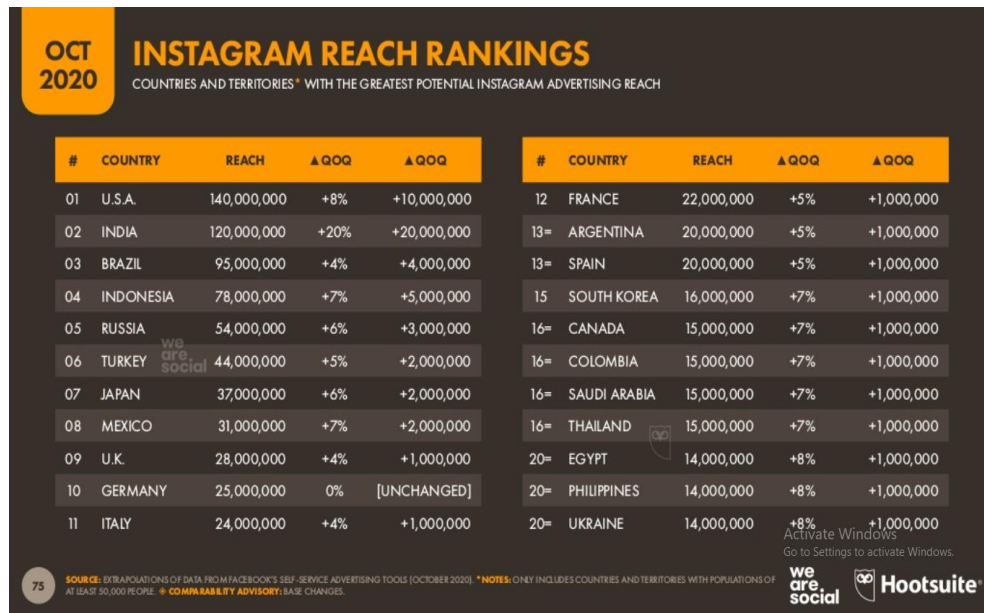 OCT
2020
INSTAGRAM REACH RANKINGS
COUNTRIES AND TERRITORIES* WITH THE GREATEST POTENTIAL INSTAGRAM ADVERTISING REACH
# COUNTRY REACH ▲QOQ ▲QOQ
01 U.S.A. 140,000,000 +8% +10,000,000
02 INDIA 120,000,000 +20% +20,000,000
03 BRAZIL 95,000,000 +4% +4,000,000
04 INDONESIA 78,000,000 +7% +5,000,000
05 RUSSIA 54,000,000 +6% +3,000,000
06 TURKEY 44,000,000 +5% +2,000,000
07 JAPAN 37,000,000 +6% +2,000,000
08 MEXICO 31,000,000 +7% +2,000,000
09 U.K. 28,000,000 +4% +1,000,000
10 GERMANY 25,000,000 0% [UNCHANGED]
11 ITALY 24,000,000 +4% +1,000,000
we
are
social
# COUNTRY REACH ▲QOQ ▲QOQ
12 FRANCE 22,000,000 +5% +1,000,000
13= ARGENTINA 20,000,000 +5% +1,000,000
13= SPAIN 20,000,000 +5% +1,000,000
15 SOUTH KOREA 16,000,000 +7% +1,000,000
16= CANADA 15,000,000 +7% +1,000,000
16= COLOMBIA 15,000,000 +7% +1,000,000
16= SAUDI ARABIA 15,000,000 +7% +1,000,000
16= THAILAND 15,000,000 +7% +1,000,000
20= EGYPT 14,000,000 +8% +1,000,000
20= PHILIPPINES 14,000,000 +8% +1,000,000
20= UKRAINE 14,000,000 +8% +1,000,000
Activate Windows
Go to Settings to activate Windows.
75
SOURCE: EXTRAPOLATIONS OF DATA FROM FACEBOOK'S SELF-SERVICE ADVERTISING TOOLS (OCTOBER 2020). *NOTES: ONLY INCLUDES COUNTRIES AND TERRITORIES WITH POPULATIONS OF
AT LEAST 50,000 PEOPLE. COMPARABILITY ADVISORY: BASE CHANGES.
we
are
social
Hootsuite®